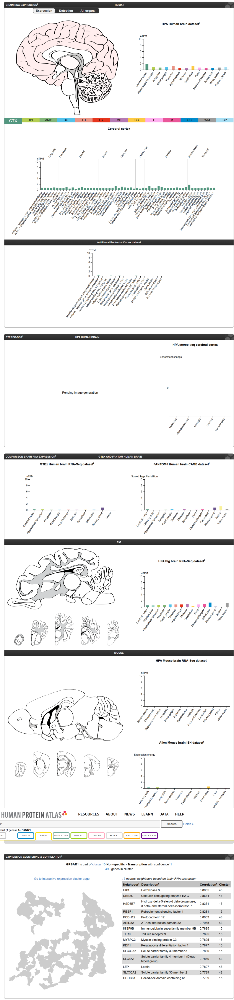 BRAIN RNA EXPRESSIONⁱ HUMAN
Expression Detection All organs
HPA Human brain datasetⁱ
nTPM
10
8
6
4
2
0
Cerebral cortex
Hippocampal formation
Amygdala
Basal ganglia
Thalamus
Hypothalamus
Midbrain
Cerebellum
Pons
Medulla oblongata
Spinal cord
White matter
Choroid plexus
CTX HPF AMY BG TH HY MB CB P M SC WM CP
Cerebral cortex
Cingulate
Claustrum
Frontal
Insular
Occipital
Paleocortex
Parietal
Retrosplenial
Temporal
nTPM
10
8
6
4
2
0
Additional Prefrontal Cortex dataset
nTPM
10
8
6
4
2
0
Anterior cingulate gyrus, pregenual-dorsal
Anterior cingulate gyrus, pregenual-ventral
Anterior cingulate gyrus, subgenual
Inferior frontal gyrus, triangular
Inferior frontal gyrus, orbital
Orbitofrontal gyrus, lateral
Orbitofrontal gyrus, posterior
Ventrolateral prefrontal cortex
Ventromedial prefrontal cortex
Dorsolateral prefrontal cortex
Dorsomedial prefrontal cortex
Frontomarginal cortex
Frontopolar cortex
Orbitofrontal gyrus, medial
Gyrus rectus
Subcallosal gyrus
Superior frontal gyrus
STEREO-SEQⁱ HPA HUMAN BRAIN
HPA stereo-seq cerebral cortex
Enrichment change
0
Pending image generation
astrocytes
oligodendrocytes
microglia
neurons
vascular cells
COMPARISON BRAIN RNA EXPRESSIONⁱ GTEX AND FANTOM HUMAN BRAIN
GTEx Human brain RNA-Seq datasetⁱ
nTPM
10
8
6
4
2
0
Cerebral cortex
Hippocampal formation
Amygdala
Basal ganglia
Hypothalamus
Midbrain
Cerebellum
Spinal cord
Pituitary gland
Retina
FANTOM5 Human brain CAGE datasetⁱ
Scaled Tags Per Million
10
8
6
4
2
0
Cerebral cortex
Olfactory bulb
Hippocampal formation
Amygdala
Basal ganglia
Thalamus
Midbrain
Cerebellum
Pons
Medulla oblongata
Spinal cord
Pituitary gland
Retina
White matter
PIG
HPA Pig brain RNA-Seq datasetⁱ
nTPM
10
8
6
4
2
0
Cerebral cortex
Olfactory bulb
Hippocampal formation
Amygdala
Basal ganglia
Thalamus
Hypothalamus
Midbrain
Cerebellum
Pons
Medulla oblongata
Spinal cord
Pituitary gland
Retina
White matter
MOUSE
HPA Mouse brain RNA-Seq datasetⁱ
nTPM
10
8
6
4
2
0
Cerebral cortex
Olfactory bulb
Hippocampal formation
Amygdala
Basal ganglia
Thalamus
Hypothalamus
Midbrain
Pons and medulla
Cerebellum
Pituitary gland
Retina
White matter
Allen Mouse brain ISH datasetⁱ
Expression energy
10
8
6
4
2
0
Olfactory bulb
ocampal formation
Amygdala
Basal ganglia
Thalamus
Hypothalamus
Midbrain
Cerebellum
Pons
Medulla oblongata
HUMAN PROTEIN ATLAS RESOURCES ABOUT NEWS LEARN DATA HELP
r1 Search Fields »
esult (1 genes): GPBAR1
ARY TISSUE BRAIN SINGLE CELL SUBCELL CANCER BLOOD CELL LINE STRUCT & INT
EXPRESSION CLUSTERING & CORRELATIONⁱ
GPBAR1 is part of cluster 15 Non-specific - Transcription with confidenceⁱ 1
490 genes in cluster
Go to interactive expression cluster page
15 nearest neighbours based on brain RNA expression
Neighbourⁱ Descriptionⁱ Correlationⁱ Clusterⁱ
HK3 Hexokinase 3 0.8965 48
UBE2C Ubiquitin conjugating enzyme E2 C 0.8684 48
HSD3B7 Hydroxy-delta-5-steroid dehydrogenase, 3 beta- and steroid delta-isomerase 7 0.8351 15
RESF1 Retroelement silencing factor 1 0.8281 15
PCDH12 Protocadherin 12 0.8053 48
ARID3A AT-rich interaction domain 3A 0.7965 48
IGSF9B Immunoglobulin superfamily member 9B 0.7895 15
TLR9 Toll like receptor 9 0.7895 15
MYBPC3 Myosin binding protein C3 0.7895 15
KDF1 Keratinocyte differentiation factor 1 0.7877 15
SLC39A5 Solute carrier family 39 member 5 0.7860 15
SLC4A1 Solute carrier family 4 member 1 (Diego blood group) 0.7860 48
LEP Leptin 0.7807 48
SLC30A2 Solute carrier family 30 member 2 0.7789 48
CCDC61 Coiled-coil domain containing 61 0.7789 15